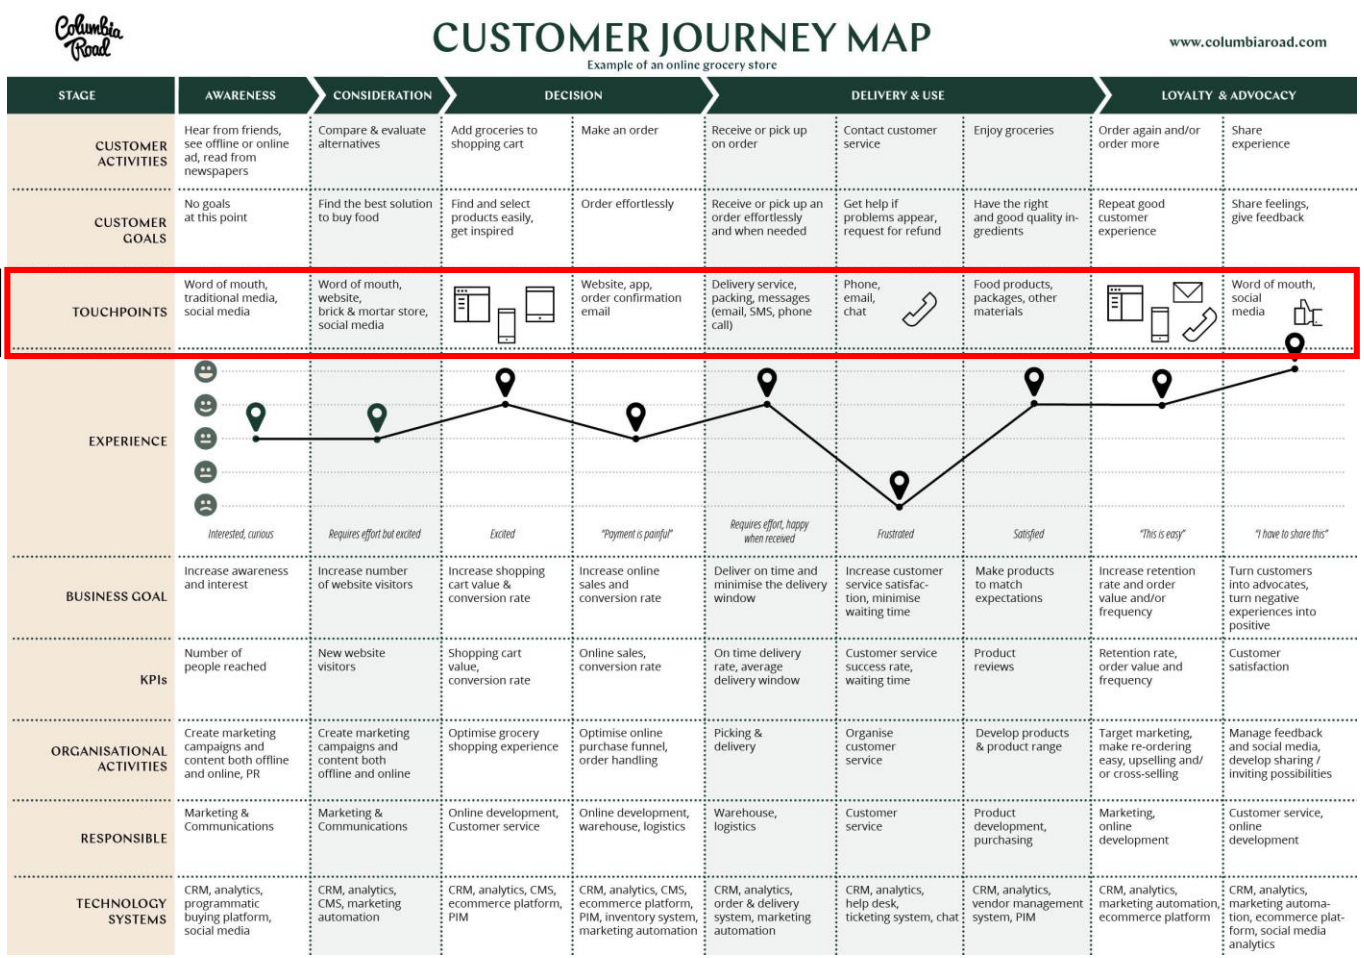 Columbia
Road
CUSTOMER JOURNEY MAP
Example of an online grocery store
www.columbiaroad.com
STAGE
AWARENESS
CONSIDERATION
DECISION
DELIVERY & USE
LOYALTY & ADVOCACY
CUSTOMER
ACTIVITIES
Hear from friends,
see offline or online
ad, read from
newspapers
Compare & evaluate
alternatives
Add groceries to
shopping cart
Make an order
Receive or pick up
on order
Contact customer
service
Enjoy groceries
Order again and/or
order more
Share
experience
CUSTOMER
GOALS
No goals
at this point
Find the best solution
to buy food
Find and select
products easily,
get inspired
Order effortlessly
Receive or pick up an
order effortlessly
and when needed
Get help if
problems appear,
request for refund
Have the right
and good quality in-
gredients
Repeat good
customer
experience
Share feelings,
give feedback
TOUCHPOINTS
Word of mouth,
traditional media,
social media
Word of mouth,
website,
brick & mortar store,
social media
Website, app,
order confirmation
email
Delivery service,
packing, messages
(email, SMS, phone
call)
Phone,
email,
chat
Food products,
packages, other
materials
Word of mouth,
social
media
EXPERIENCE
Interested, curious
Requires effort but excited
Excited
"Payment is painful"
Requires effort, happy
when received
Frustrated
Satisfied
"This is easy"
"I have to share this"
BUSINESS GOAL
Increase awareness
and interest
Increase number
of website visitors
Increase shopping
cart value &
conversion rate
Increase online
sales and
conversion rate
Deliver on time and
minimise the delivery
window
Increase customer
service satisfac-
tion, minimise
waiting time
Make products
to match
expectations
Increase retention
rate and order
value and/or
frequency
Turn customers
into advocates,
turn negative
experiences into
positive
KPIs
Number of
people reached
New website
visitors
Shopping cart
value,
conversion rate
Online sales,
conversion rate
On time delivery
rate, average
delivery window
Customer service
success rate,
waiting time
Product
reviews
Retention rate,
order value and
frequency
Customer
satisfaction
ORGANISATIONAL
ACTIVITIES
Create marketing
campaigns and
content both offline
and online, PR
Create marketing
campaigns and
content both
offline and online
Optimise grocery
shopping experience
Optimise online
purchase funnel,
order handling
Picking &
delivery
Organise
customer
service
Develop products
& product range
Target marketing,
make re-ordering
easy, upselling and/
or cross-selling
Manage feedback
and social media,
develop sharing /
inviting possibilities
RESPONSIBLE
Marketing &
Communications
Marketing &
Communications
Online development,
Customer service
Online development,
warehouse, logistics
Warehouse,
logistics
Customer
service
Product
development,
purchasing
Marketing,
online
development
Customer service,
online
development
TECHNOLOGY
SYSTEMS
CRM, analytics,
programmatic
buying platform,
social media
CRM, analytics,
CMS, marketing
automation
CRM, analytics, CMS,
ecommerce platform,
PIM
CRM, analytics, CMS,
ecommerce platform,
PIM, inventory system,
marketing automation
CRM, analytics,
order & delivery
system, marketing
automation
CRM, analytics,
help desk,
ticketing system, chat
CRM, analytics,
vendor management
system, PIM
CRM, analytics,
marketing automation,
ecommerce platform
CRM, analytics,
marketing automa-
tion, ecommerce plat-
form, social media
analytics